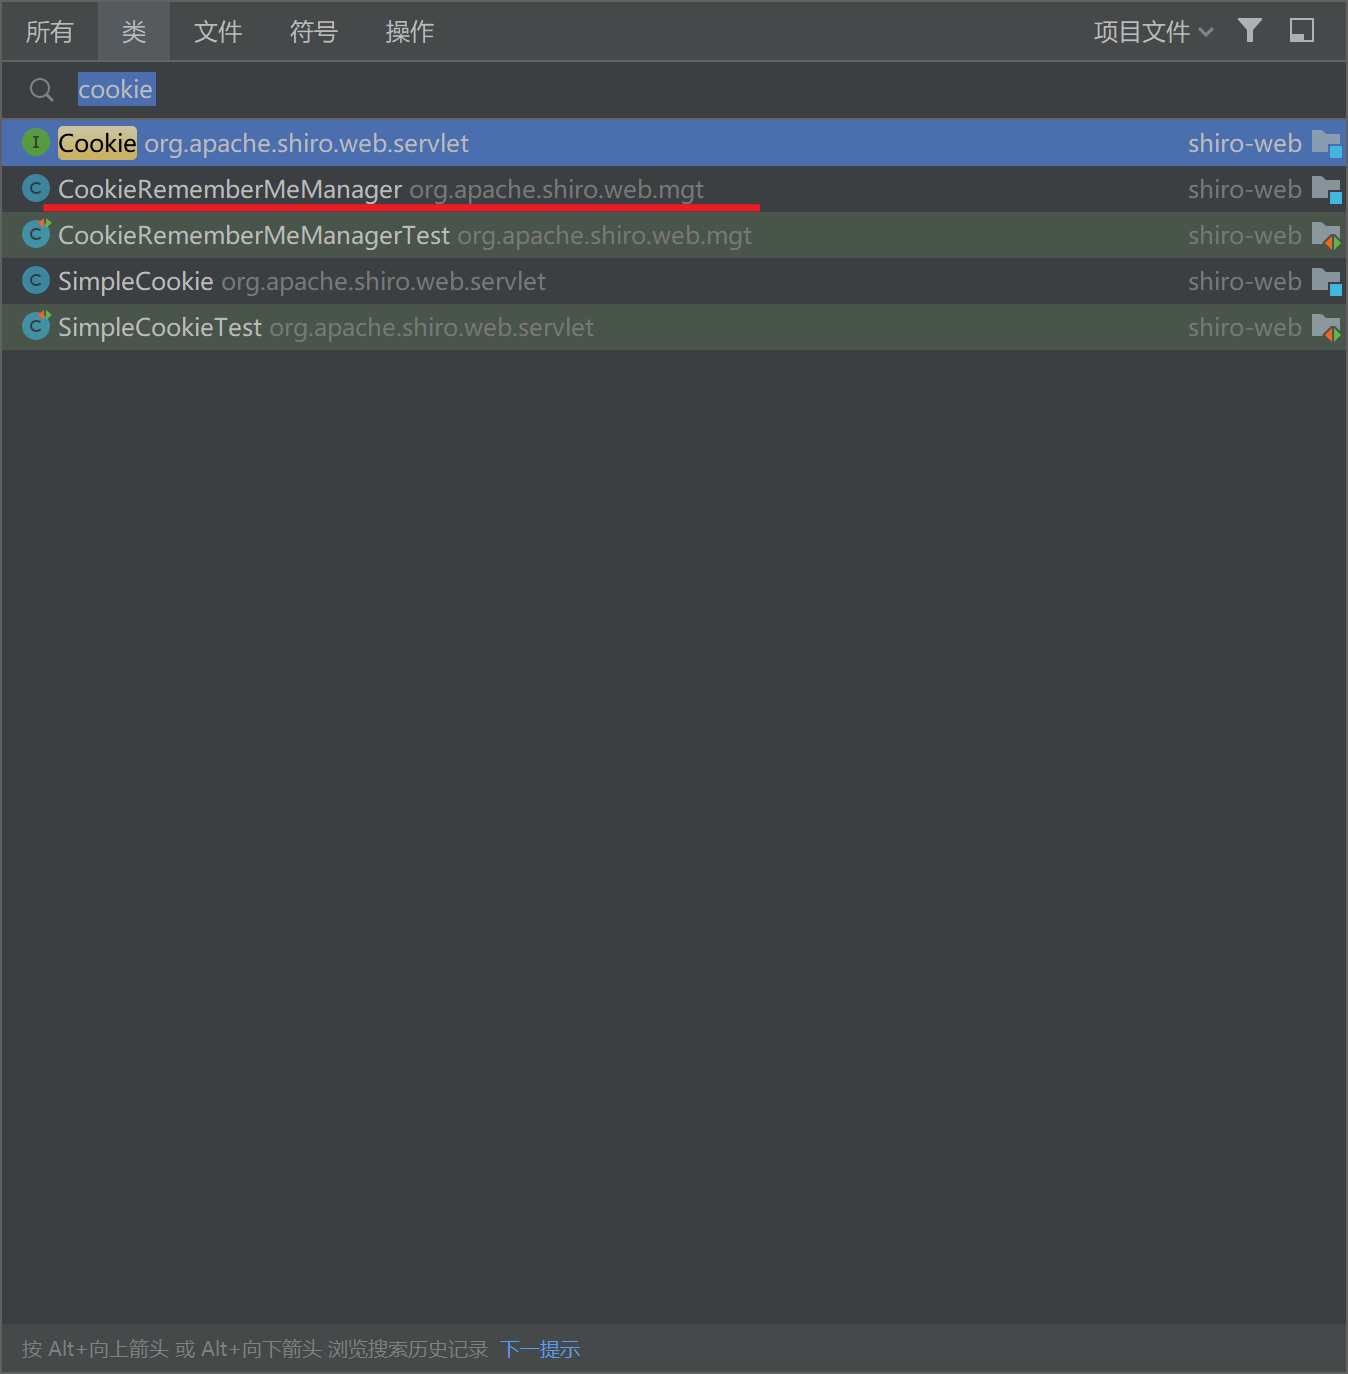 所有 类 文件 符号 操作 项目文件
cookie
I Cookie org.apache.shiro.web.servlet shiro-web
C CookieRememberMeManager org.apache.shiro.web.mgt shiro-web
C CookieRememberMeManagerTest org.apache.shiro.web.mgt shiro-web
C SimpleCookie org.apache.shiro.web.servlet shiro-web
C SimpleCookieTest org.apache.shiro.web.servlet shiro-web
按 Alt+向上箭头 或 Alt+向下箭头 浏览搜索历史记录 下一提示